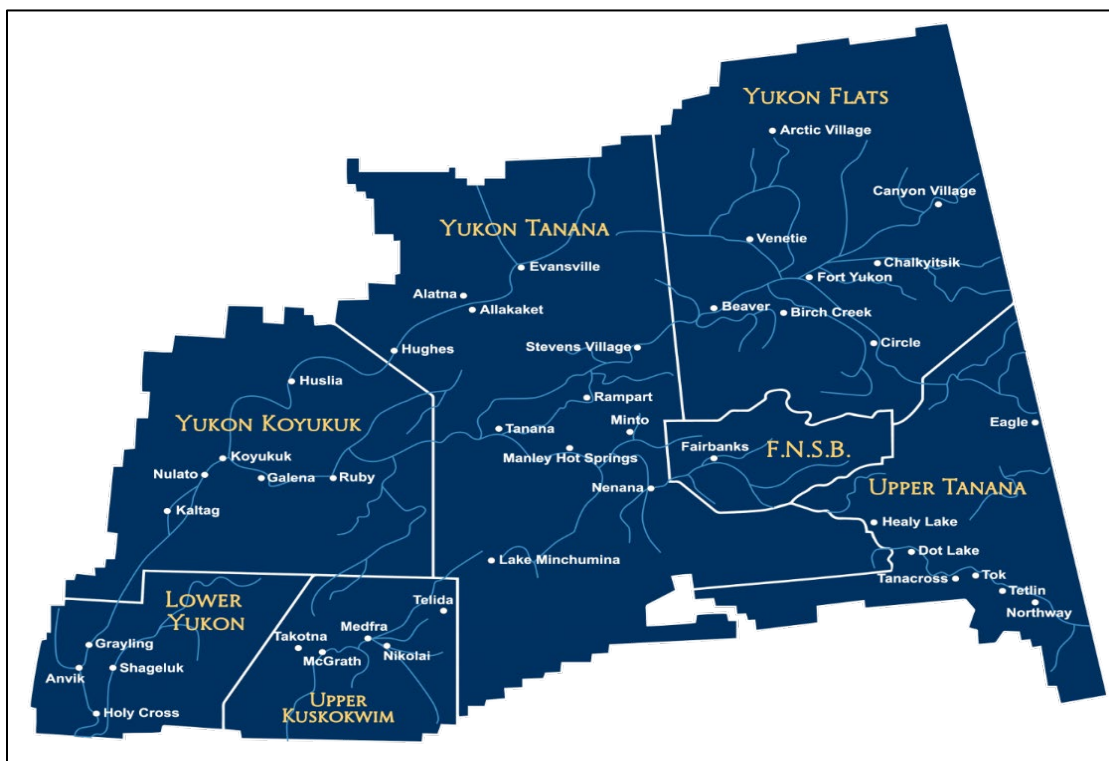 YUKON FLATS
Arctic Village
Canyon Village
YUKON TANANA
Venetie
Evansville
Chalkyitsik
Fort Yukon
Alatna
Allakaket
Beaver
Birch Creek
Stevens Village
Circle
Hughes
Huslia
Rampart
YUKON KOYUKUK
Tanana
Minto
Eagle
Fairbanks
F.N.S.B.
Manley Hot Springs
Koyukuk
Nulato
Galena
Ruby
Nenana
UPPER TANANA
Kaltag
Healy Lake
Lake Minchumina
Dot Lake
Tanacross
Tok
Tetlin
Northway
LOWER
YUKON
Telida
Grayling
Takotna
Medfra
McGrath
Nikolai
Anvik
Shageluk
UPPER
KUSKOKWIM
Holy Cross